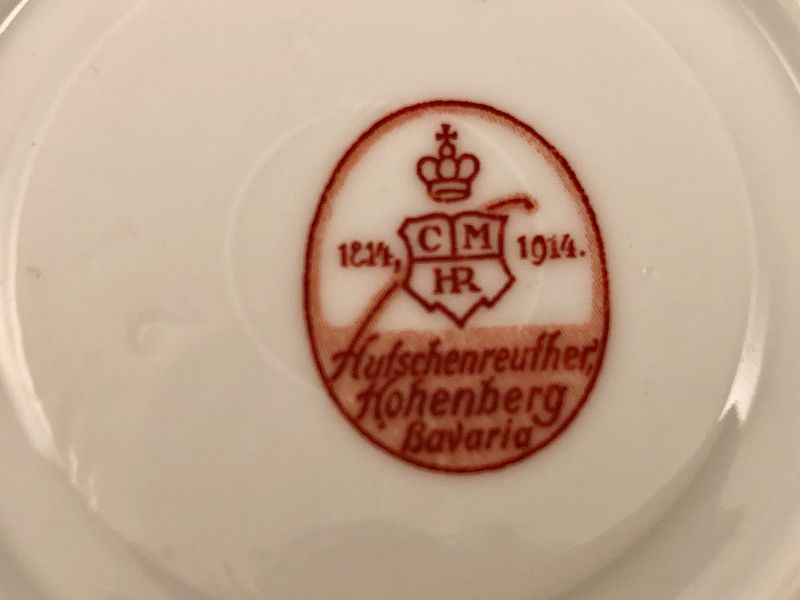 1814, C M 1914.
HR
Hutschenreuther,
Hohenberg
Bavaria